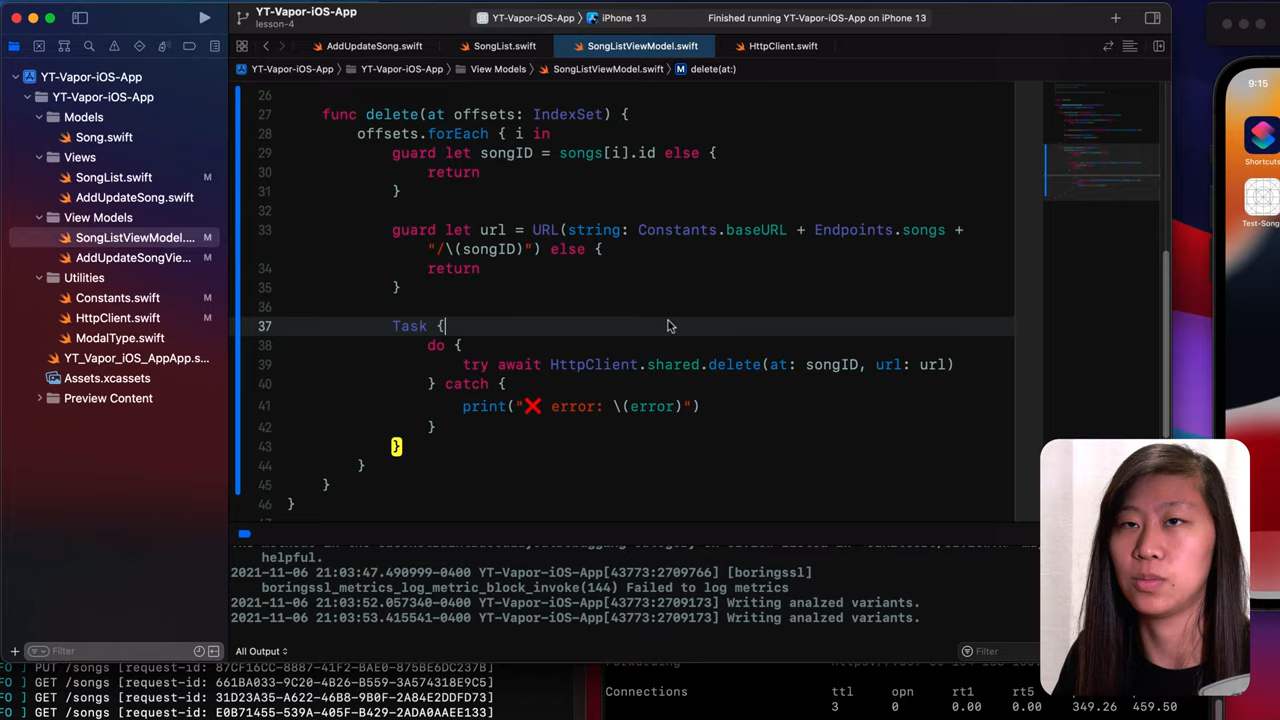 YT-Vapor-iOS-App
lesson-4
YT-Vapor-iOS-App 〉 iPhone 13
Finished running YT-Vapor-iOS-App on iPhone 13
AddUpdateSong.swift
SongList.swift
SongListViewModel.swift
HttpClient.swift
YT-Vapor-iOS-App 〉 YT-Vapor-iOS-App 〉 View Models 〉 SongListViewModel.swift 〉 M delete(at:)
YT-Vapor-iOS-App
YT-Vapor-iOS-App
Models
Song.swift
Views
SongList.swift M
AddUpdateSong.swift
View Models
SongListViewModel.... M
AddUpdateSongVie... M
Utilities
Constants.swift M
HttpClient.swift M
ModalType.swift
YT_Vapor_iOS_AppApp.s...
Assets.xcassets
Preview Content
Filter
26
27 func delete(at offsets: IndexSet) {
28 offsets.forEach { i in
29 guard let songID = songs[i].id else {
30 return
31 }
32
33 guard let url = URL(string: Constants.baseURL + Endpoints.songs +
"/\(songID)") else {
34 return
35 }
36
37 Task {
38 do {
39 try await HttpClient.shared.delete(at: songID, url: url)
40 } catch {
41 print("❌ error: \(error)")
42 }
43 }
44 }
45 }
46 }
helpful.
2021-11-06 21:03:47.490999-0400 YT-Vapor-iOS-App[43773:2709766] [boringssl]
boringssl_metrics_log_metric_block_invoke(144) Failed to log metrics
2021-11-06 21:03:52.057340-0400 YT-Vapor-iOS-App[43773:2709173] Writing analzed variants.
2021-11-06 21:03:53.415541-0400 YT-Vapor-iOS-App[43773:2709173] Writing analzed variants.
All Output
Filter
FO ] PUT /songs [request-id: 87CF16CC-8887-41F2-BAE0-875BE6DC237B]
FO ] GET /songs [request-id: 661BA033-9C20-4B26-B559-3A574318E9C5]
FO ] GET /songs [request-id: 31D23A35-A622-46B8-9B0F-2A84E2DDFD73]
FO ] GET /songs [request-id: E0B71455-539A-405F-B429-2ADA0AAEE133]
Forwarding
Connections ttl opn rt1 rt5
3 0 0.00 0.00 349.26 459.50
9:15
Shortcuts
Test-Song